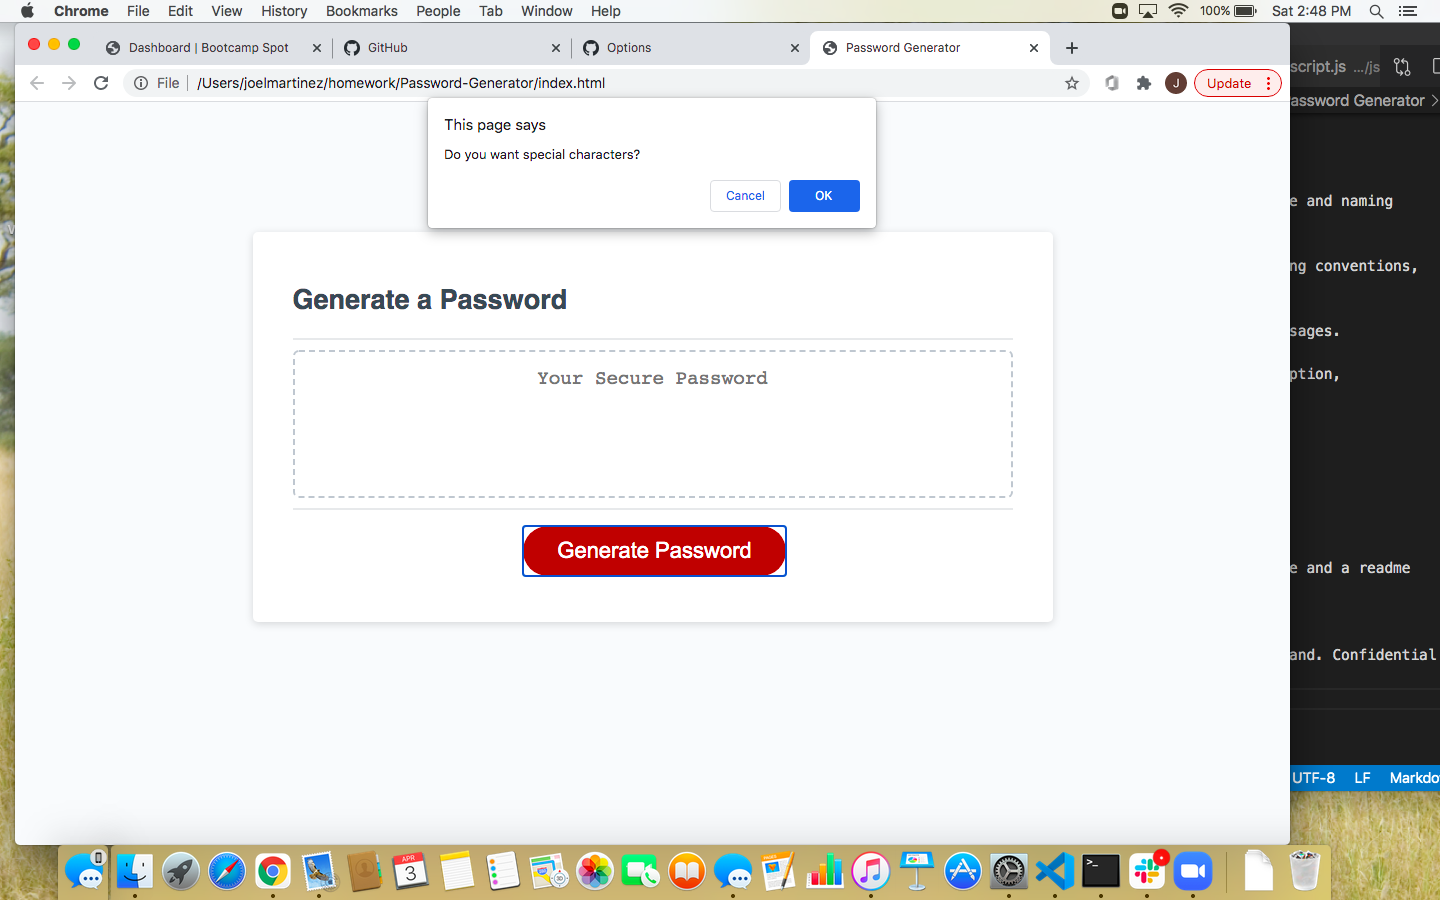 Chrome File Edit View History Bookmarks People Tab Window Help 100% Sat 2:48 PM
Dashboard | Bootcamp Spot GitHub Options Password Generator
File /Users/joelmartinez/homework/Password-Generator/index.html J Update
This page says
Do you want special characters?
Cancel OK
Generate a Password
Your Secure Password
Generate Password
script.js .../js
assword Generator
e and naming
ng conventions,
sages.
ption,
e and a readme
and. Confidential
UTF-8 LF Markdo
APR
3